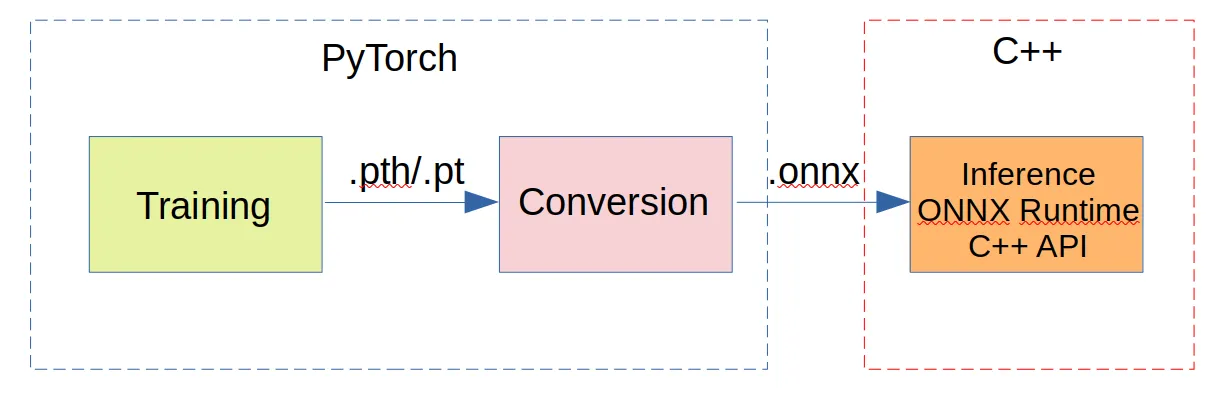 PyTorch
C++
Training
.pth/.pt
Conversion
.onnx
Inference
ONNX Runtime
C++ API